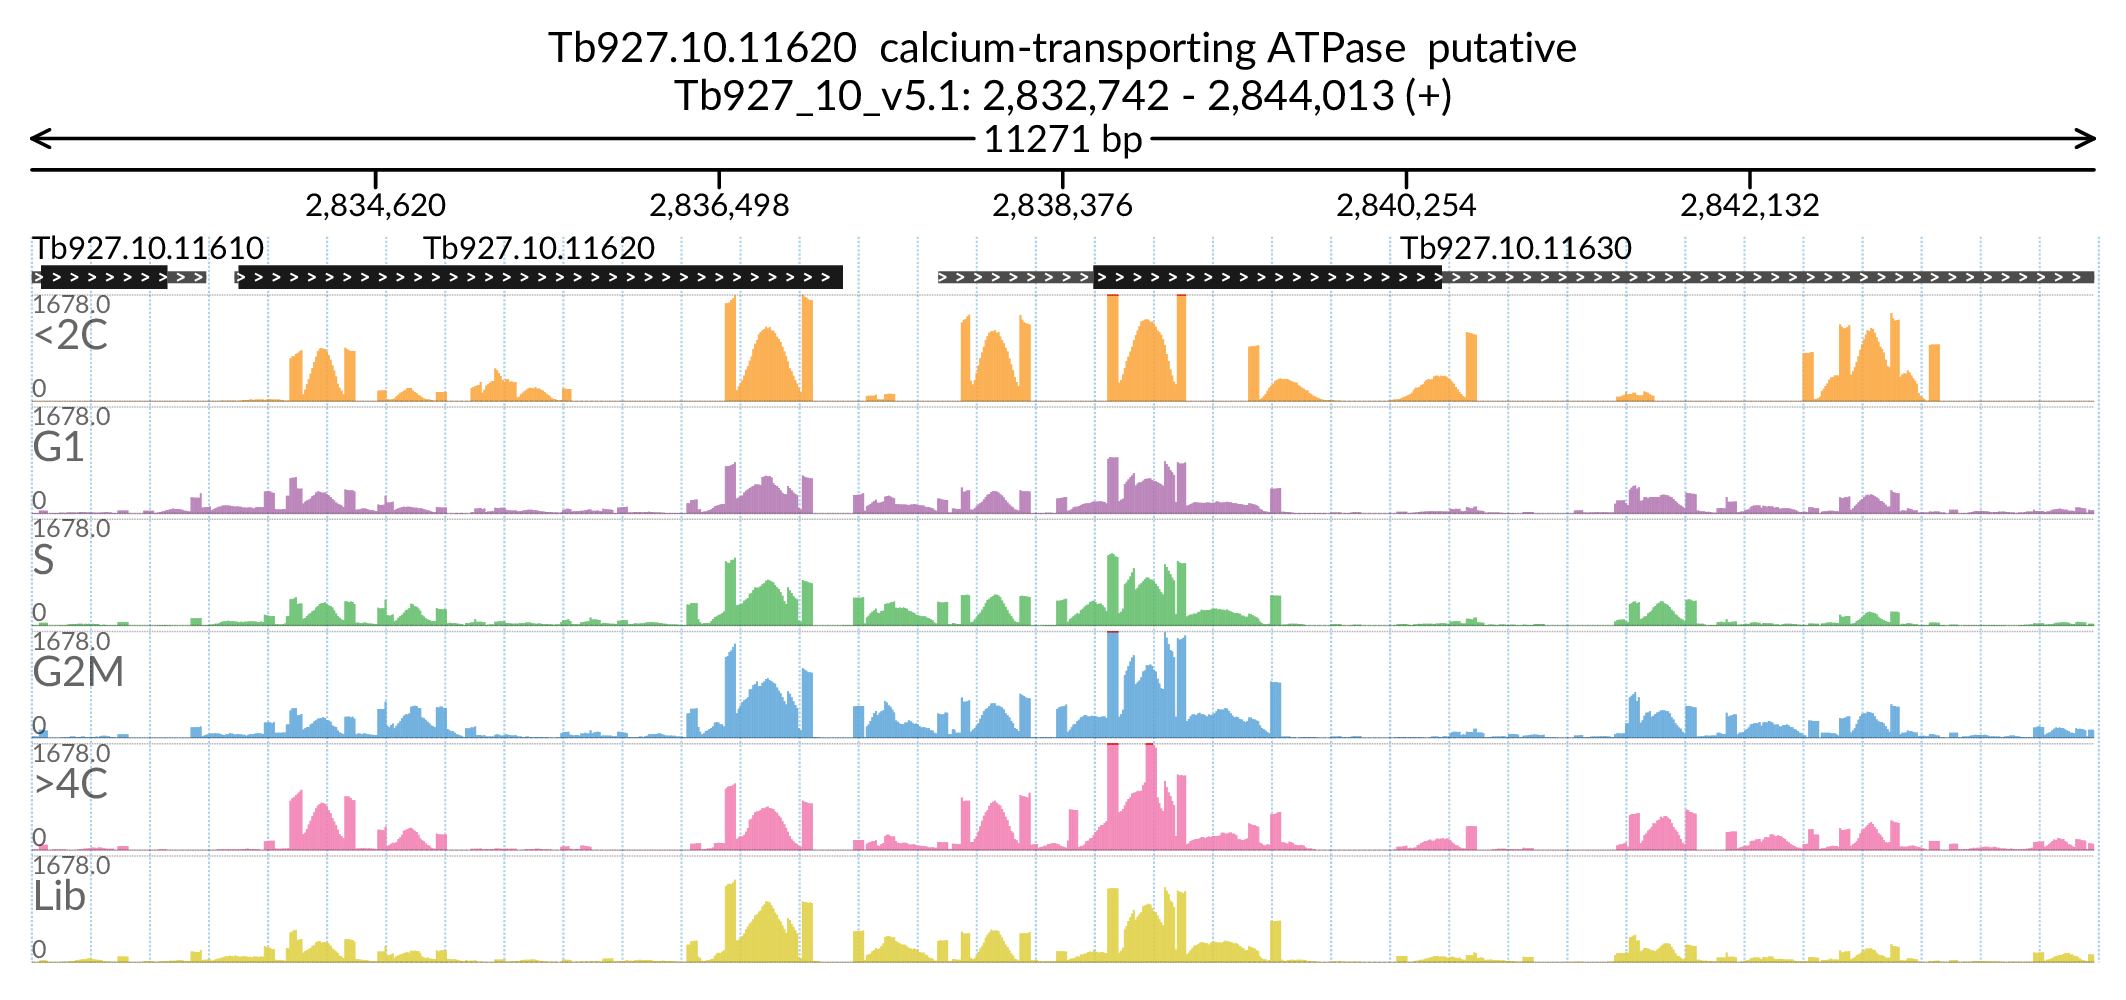 Tb927.10.11620 calcium-transporting ATPase putative
Tb927_10_v5.1: 2,832,742 - 2,844,013 (+)
11271 bp
2,834,620 2,836,498 2,838,376 2,840,254 2,842,132
Tb927.10.11610 Tb927.10.11620 Tb927.10.11630
1678.0
<2C
0
1678.0
G1
0
1678.0
S
0
1678.0
G2M
0
1678.0
>4C
0
1678.0
Lib
0